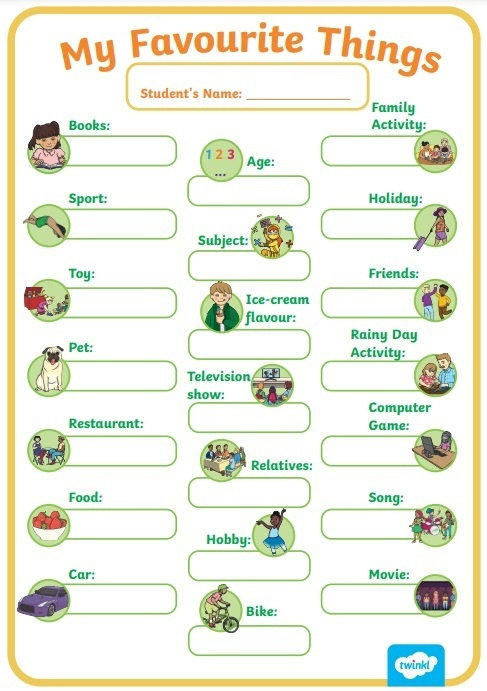 My Favourite Things
Student's Name: ____________
Books:
Sport:
Toy:
Pet:
Restaurant:
Food:
Car:
1 2 3
...
Age:
Subject:
Ice-cream
flavour:
Television
show:
Relatives:
Hobby:
Bike:
Family
Activity:
Holiday:
Friends:
Rainy Day
Activity:
Computer
Game:
Song:
Movie:
twinkl